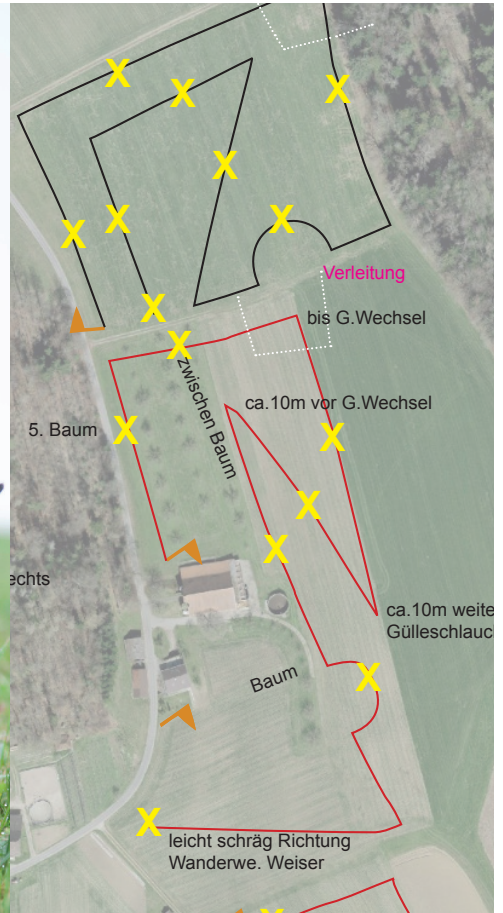 Verleitung
bis G.Wechsel
zwischen Baum
ca.10m vor G.Wechsel
5. Baum
echts
ca.10m weite
Gülleschlauch
Baum
leicht schräg Richtung
Wanderwe. Weiser